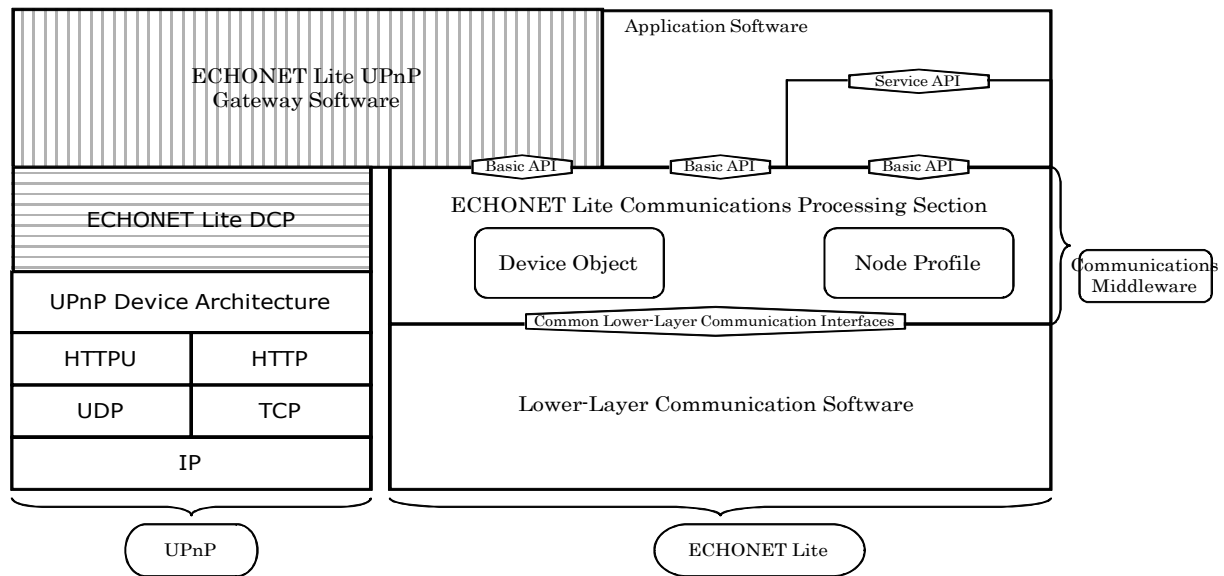 Application Software
ECHONET Lite UPnP
Gateway Software
Service API
Basic API
Basic API
Basic API
ECHONET Lite DCP
ECHONET Lite Communications Processing Section
Device Object
Node Profile
Communications
Middleware
UPnP Device Architecture
Common Lower-Layer Communication Interfaces
HTTPU
HTTP
UDP
TCP
Lower-Layer Communication Software
IP
UPnP
ECHONET Lite